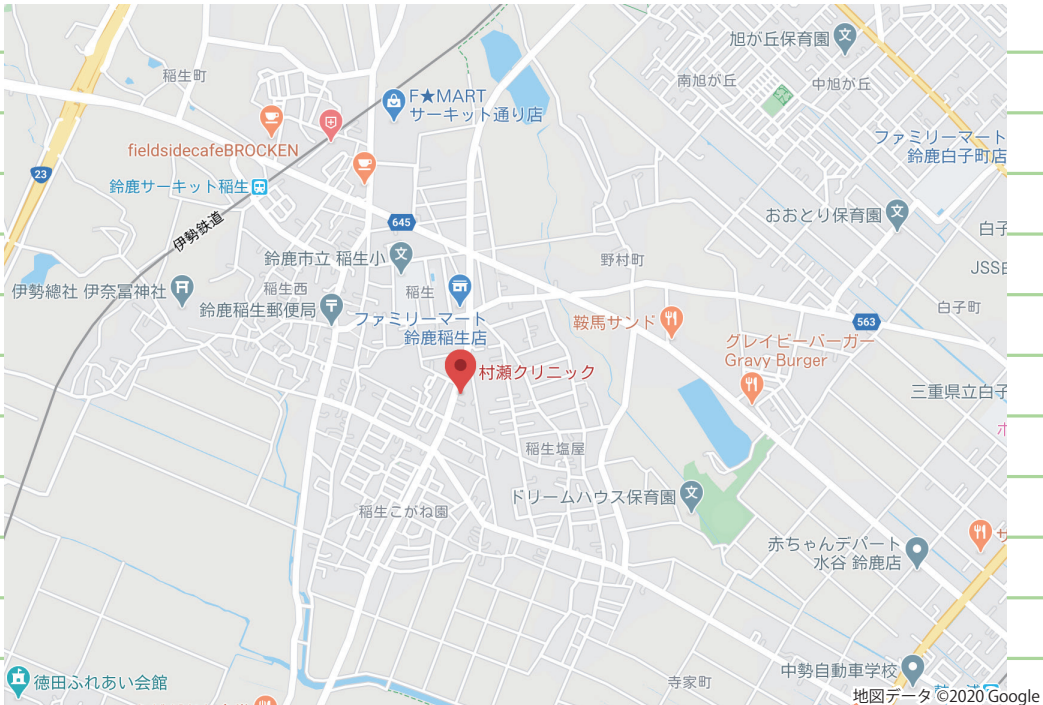 旭が丘保育園
稲生町
南旭が丘
中旭が丘
F★MART
サーキット通り店
fieldsidecafeBROCKEN
ファミリーマート
鈴鹿白子町店
23
鈴鹿サーキット稲生
伊勢鉄道
645
おおとり保育園
白子
鈴鹿市立 稲生小
野村町
JSS
伊勢總社 伊奈冨神社
稲生西
稲生
鈴鹿稲生郵便局
白子町
ファミリーマート
鈴鹿稲生店
鞍馬サンド
563
グレイビーバーガー
Gravy Burger
村瀬クリニック
三重県立白子
稲生塩屋
ドリームハウス保育園
稲生こがね園
赤ちゃんデパート
水谷 鈴鹿店
サ
中勢自動車学校
徳田ふれあい会館
寺家町
地図データ ©2020 Google